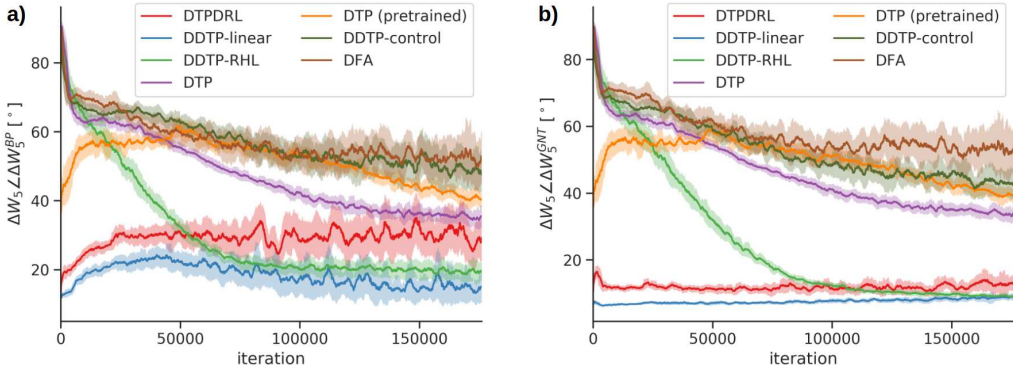 a)
DTPDRL
DDTP-linear
DDTP-RHL
DTP
DTP (pretrained)
DDTP-control
DFA
ΔW₅∠ΔW₅ᴮᴾ [°]
80
60
40
20
0
50000
100000
150000
iteration
b)
DTPDRL
DDTP-linear
DDTP-RHL
DTP
DTP (pretrained)
DDTP-control
DFA
ΔW₅∠ΔW₅ᴳᴺᵀ [°]
80
60
40
20
0
50000
100000
150000
iteration